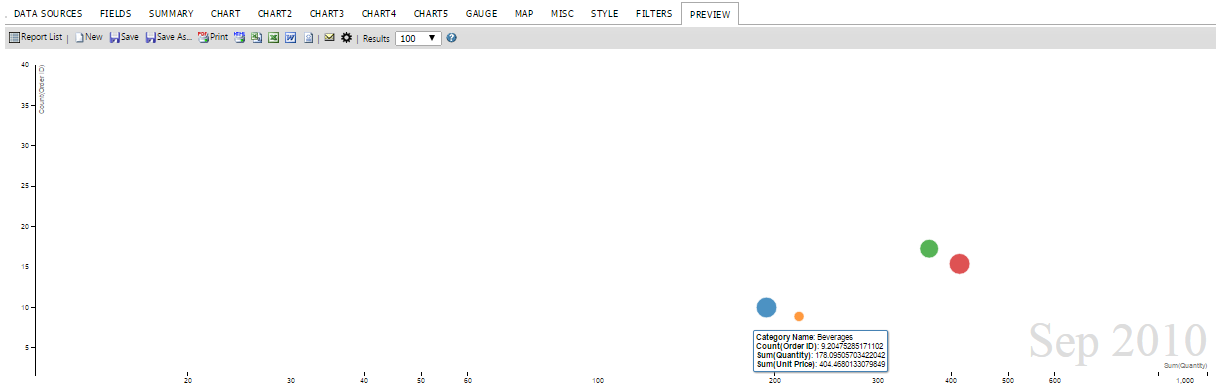 DATA SOURCES FIELDS SUMMARY CHART CHART2 CHART3 CHART4 CHART5 GAUGE MAP MISC STYLE FILTERS PREVIEW
Report List | New Save Save As... Print | Results 100
40
Count(Order ID)
35
30
25
20
15
10
5
Category Name: Beverages
Count(Order ID): 9.20475285171102
Sum(Quantity): 178.09505703422042
Sum(Unit Price): 404.4680133079849
Sep 2010
Sum(Quantity)
20 30 40 50 60 100 200 300 400 500 600 1,000